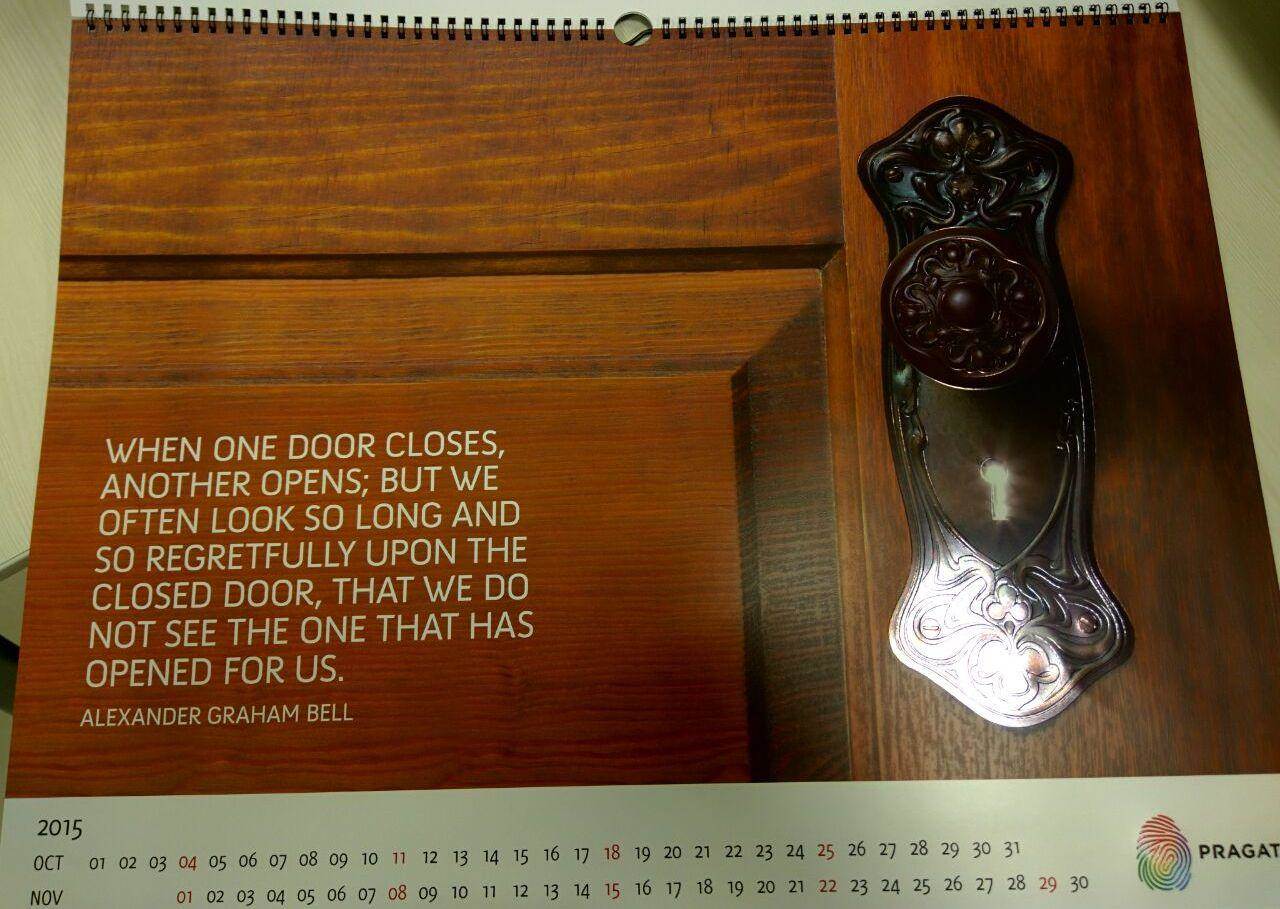 WHEN ONE DOOR CLOSES,
ANOTHER OPENS; BUT WE
OFTEN LOOK SO LONG AND
SO REGRETFULLY UPON THE
CLOSED DOOR, THAT WE DO
NOT SEE THE ONE THAT HAS
OPENED FOR US.
ALEXANDER GRAHAM BELL
2015
OCT 01 02 03 04 05 06 07 08 09 10 11 12 13 14 15 16 17 18 19 20 21 22 23 24 25 26 27 28 29 30 31
NOV 01 02 03 04 05 06 07 08 09 10 11 12 13 14 15 16 17 18 19 20 21 22 23 24 25 26 27 28 29 30
PRAGAT